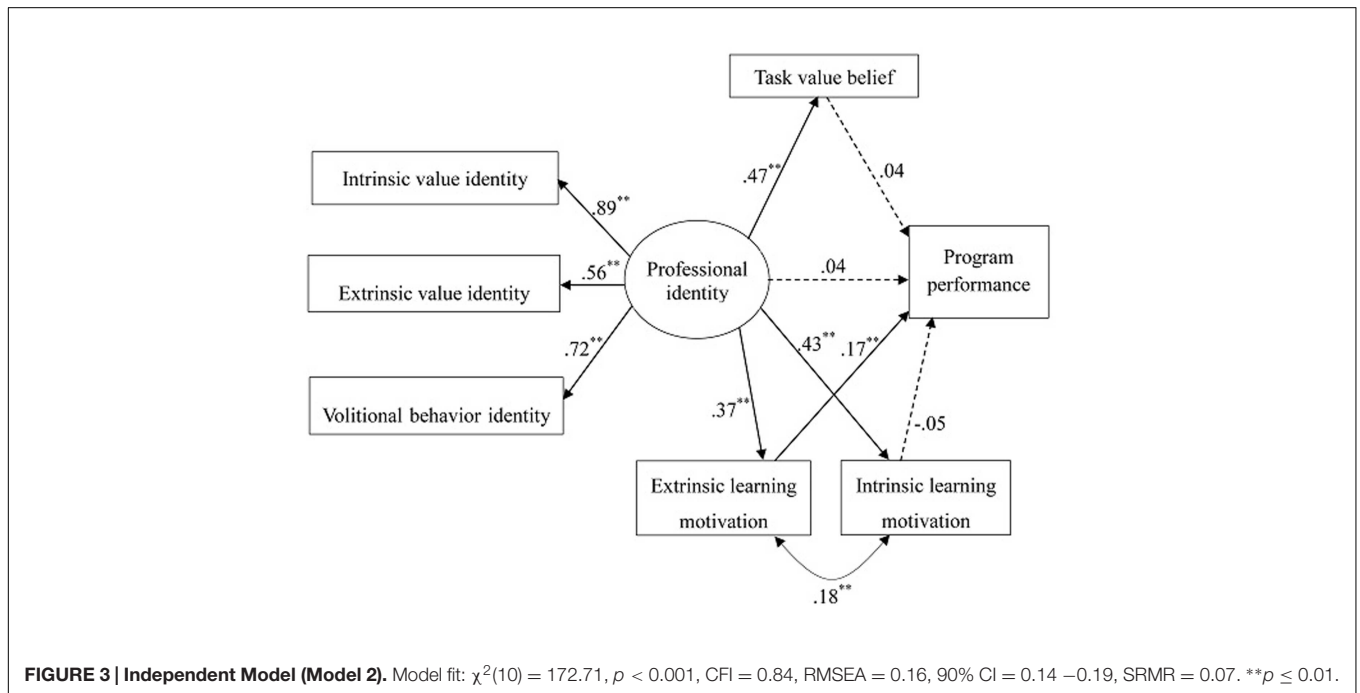 Task value belief
Intrinsic value identity
.89**
.47**
.04
Extrinsic value identity
.56**
Professional
identity
.04
Program
performance
Volitional behavior identity
.72**
.37**
.43**
.17**
-.05
Extrinsic learning
motivation
Intrinsic learning
motivation
.18**
FIGURE 3 | Independent Model (Model 2). Model fit: χ²(10) = 172.71, p < 0.001, CFI = 0.84, RMSEA = 0.16, 90% CI = 0.14 −0.19, SRMR = 0.07. **p ≤ 0.01.